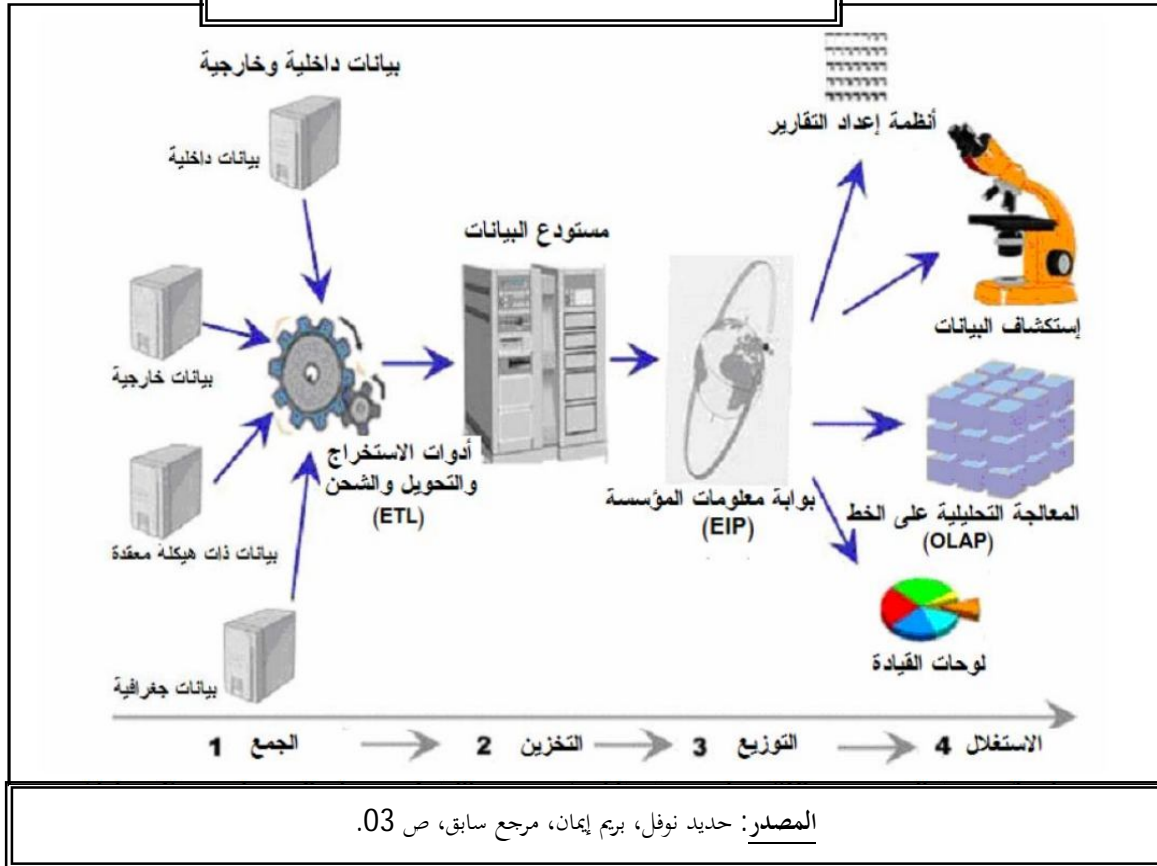 بيانات داخلية وخارجية
بيانات داخلية
أنظمة إعداد التقارير
مستودع البيانات
إستكشاف البيانات
بيانات خارجية
أدوات الاستخراج
والتحويل والشحن
(ETL)
بوابة معلومات المؤسسة
(EIP)
المعالجة التحليلية على الخط
(OLAP)
بيانات ذات هيكلة معقدة
لوحات القيادة
بيانات جغرافية
1 الجمع
2 التخزين
3 التوزيع
4 الاستغلال
المصدر: حديد نوفل، بريم إيمان، مرجع سابق، ص 03.